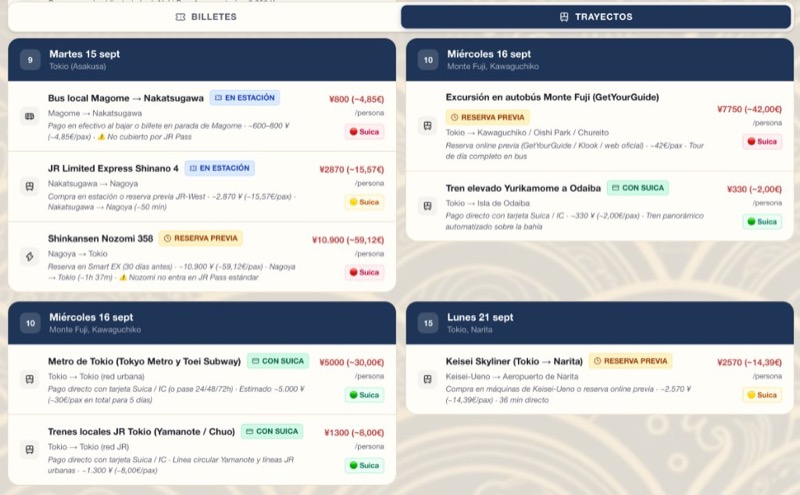 BILLETES
TRAYECTOS
9
Martes 15 sept
Tokio (Asakusa)
Bus local Magome → Nakatsugawa
EN ESTACIÓN
¥800 (~4,85€)
/persona
Magome → Nakatsugawa
Pago en efectivo al bajar o billete en parada de Magome · ~600–800 ¥
(~4,85€/pax) · ⚠ No cubierto por JR Pass
Suica
JR Limited Express Shinano 4
EN ESTACIÓN
¥2870 (~15,57€)
/persona
Nakatsugawa → Nagoya
Compra en estación o reserva previa JR-West · ~2.870 ¥ (~15,57€/pax) ·
Nakatsugawa → Nagoya (~50 min)
Suica
Shinkansen Nozomi 358
RESERVA PREVIA
¥10.900 (~59,12€)
/persona
Nagoya → Tokio
Reserva en Smart EX (30 días antes) · ~10.900 ¥ (~59,12€/pax) · Nagoya
→ Tokio (~1h 37m) · ⚠ Nozomi no entra en JR Pass estándar
Suica
10
Miércoles 16 sept
Monte Fuji, Kawaguchiko
Excursión en autobús Monte Fuji (GetYourGuide)
RESERVA PREVIA
¥7750 (~42,00€)
/persona
Tokio → Kawaguchiko / Oishi Park / Chureito
Reserva online previa (GetYourGuide / Klook / web oficial) · ~42€/pax · Tour
de día completo en bus
Suica
Tren elevado Yurikamome a Odaiba
CON SUICA
¥330 (~2,00€)
/persona
Tokio → Isla de Odaiba
Pago directo con tarjeta Suica / IC · ~330 ¥ (~2,00€/pax) · Tren panorámico
automatizado sobre la bahía
Suica
10
Miércoles 16 sept
Monte Fuji, Kawaguchiko
Metro de Tokio (Tokyo Metro y Toei Subway)
CON SUICA
¥5000 (~30,00€)
/persona
Tokio → Tokio (red urbana)
Pago directo con tarjeta Suica / IC (o pase 24/48/72h) · Estimado ~5.000 ¥
(~30€/pax en total para 5 días)
Suica
Trenes locales JR Tokio (Yamanote / Chuo)
CON SUICA
¥1300 (~8,00€)
/persona
Tokio → Tokio (red JR)
Pago directo con tarjeta Suica / IC · Línea circular Yamanote y líneas JR
urbanas · ~1.300 ¥ (~8,00€/pax)
Suica
15
Lunes 21 sept
Tokio, Narita
Keisei Skyliner (Tokio → Narita)
RESERVA PREVIA
¥2570 (~14,39€)
/persona
Keisei-Ueno → Aeropuerto de Narita
Compra en máquinas de Keisei-Ueno o reserva online previa · ~2.570 ¥
(~14,39€/pax) · 36 min directo
Suica